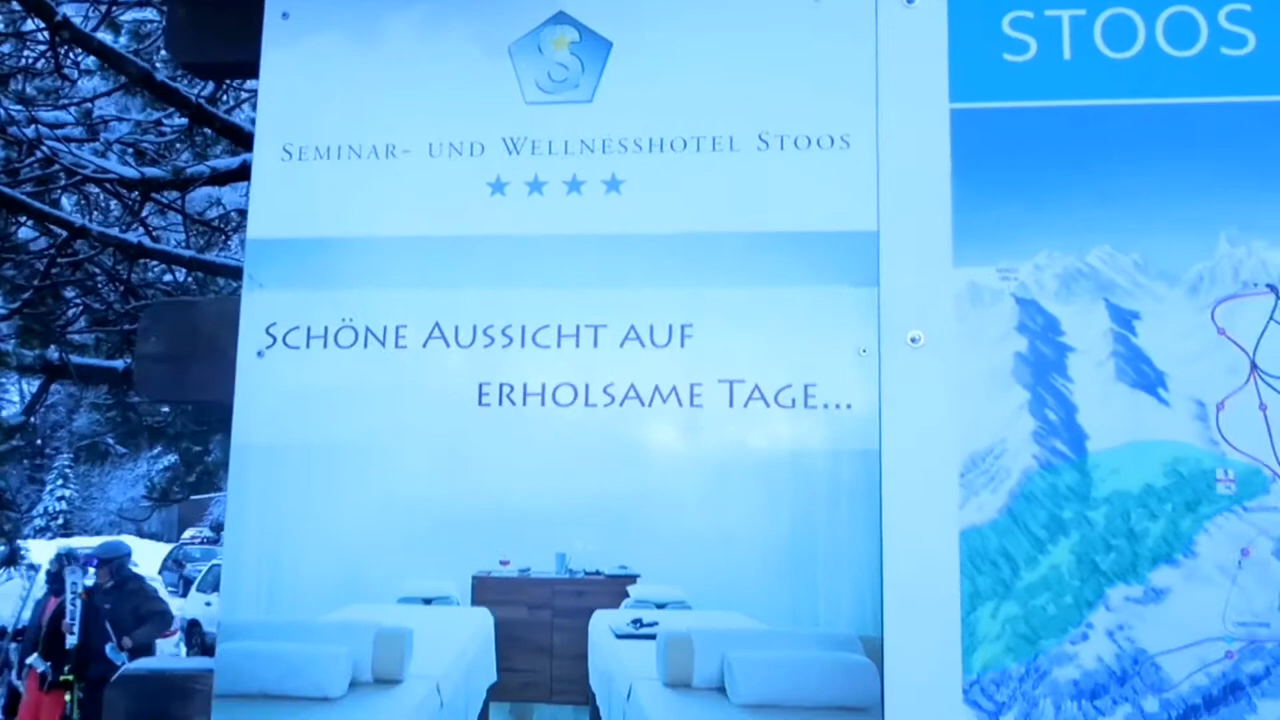 S
SEMINAR- UND WELLNESSHOTEL STOOS
SCHÖNE AUSSICHT AUF
ERHOLSAME TAGE...
STOOS